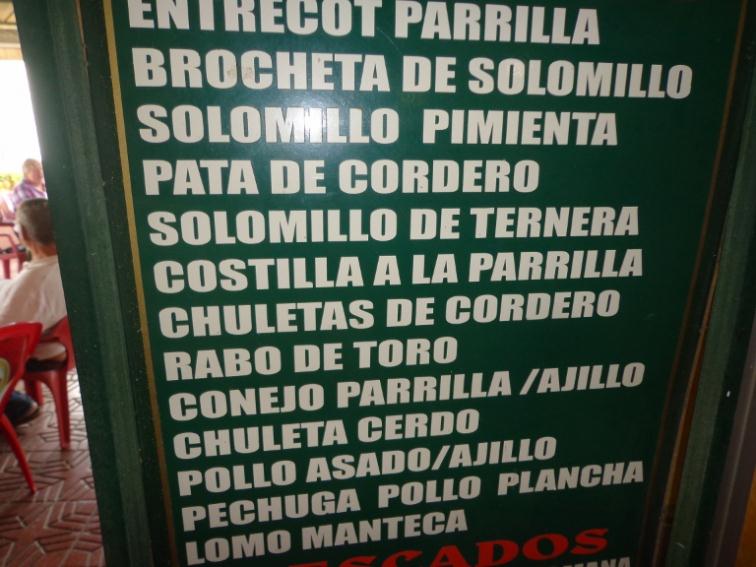 ENTRECOT PARRILLA
BROCHETA DE SOLOMILLO
SOLOMILLO PIMIENTA
PATA DE CORDERO
SOLOMILLO DE TERNERA
COSTILLA A LA PARRILLA
CHULETAS DE CORDERO
RABO DE TORO
CONEJO PARRILLA /AJILLO
CHULETA CERDO
POLLO ASADO/AJILLO
PECHUGA POLLO PLANCHA
LOMO MANTECA
ESCADOS